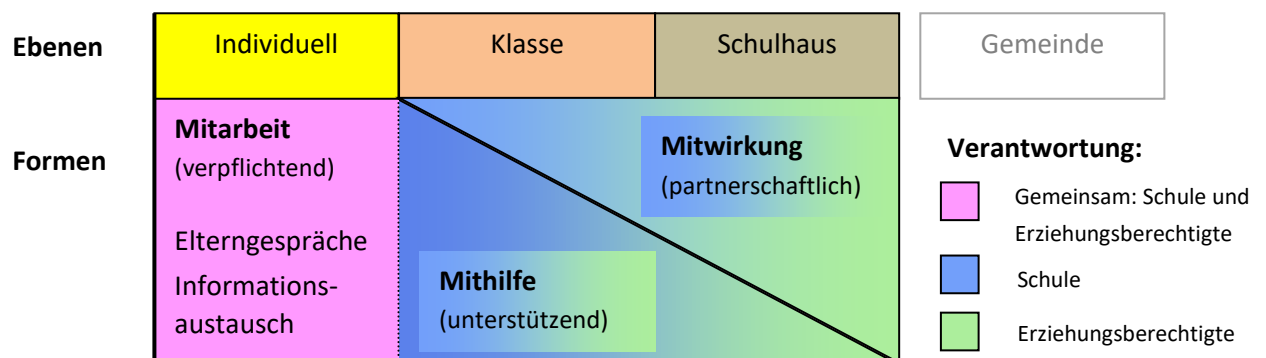 Ebenen
Individuell
Klasse
Schulhaus
Gemeinde
Formen
Mitarbeit
(verpflichtend)
Elterngespräche
Informations-
austausch
Mithilfe
(unterstützend)
Mitwirkung
(partnerschaftlich)
Verantwortung:
Gemeinsam: Schule und
Erziehungsberechtigte
Schule
Erziehungsberechtigte